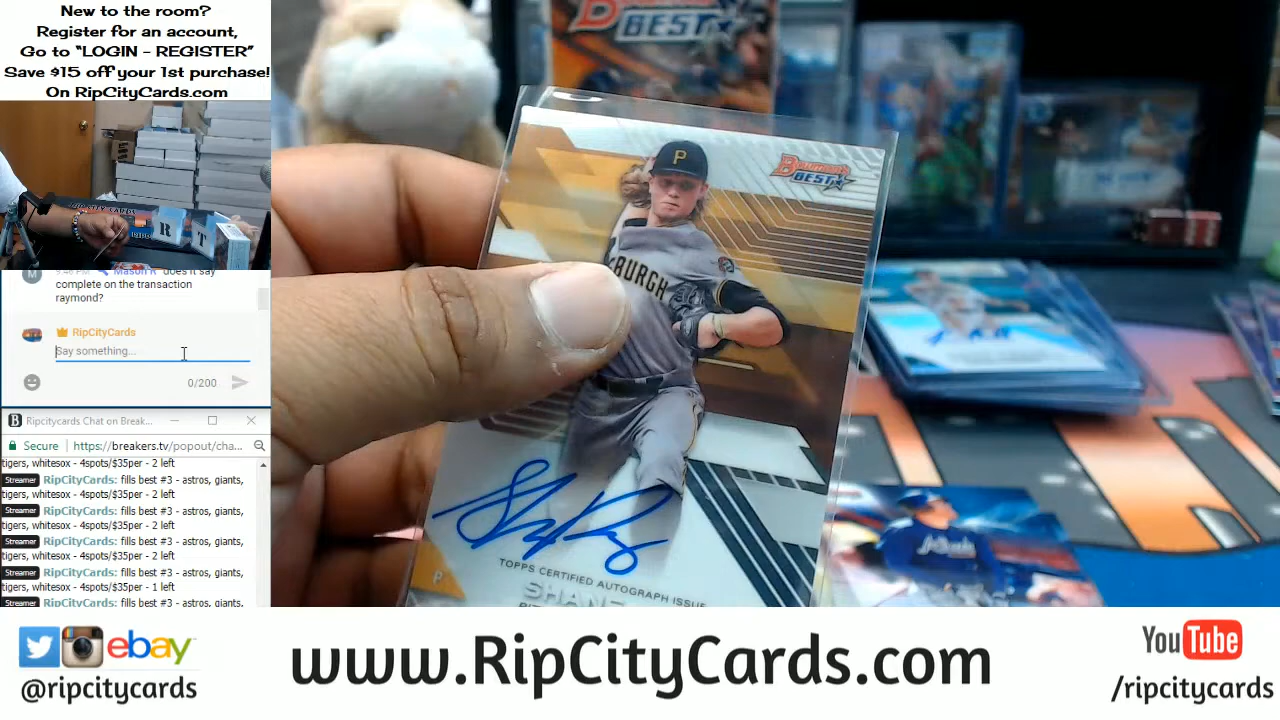 New to the room?
Register for an account,
Go to "LOGIN - REGISTER"
Save $15 off your 1st purchase!
On RipCityCards.com
R T
M 9:46 PM Mason R does it say
complete on the transaction
raymond?
RipCityCards
Say something...
0/200
B Ripcitycards Chat on Break...
Secure https://breakers.tv/popout/cha...
tigers, whitesox - 4spots/$35per - 2 left
Streamer RipCityCards: fills best #3 - astros, giants,
tigers, whitesox - 4spots/$35per - 2 left
Streamer RipCityCards: fills best #3 - astros, giants,
tigers, whitesox - 4spots/$35per - 2 left
Streamer RipCityCards: fills best #3 - astros, giants,
tigers, whitesox - 4spots/$35per - 2 left
Streamer RipCityCards: fills best #3 - astros, giants,
tigers, whitesox - 4spots/$35per - 1 left
Streamer RipCityCards: fills best #3 - astros, giants,
BEST
P
Bowman's
BEST
BURGH
TOPPS CERTIFIED AUTOGRAPH ISSUE
P
SHANE
ebay
@ripcitycards
www.RipCityCards.com
YouTube
/ripcitycards